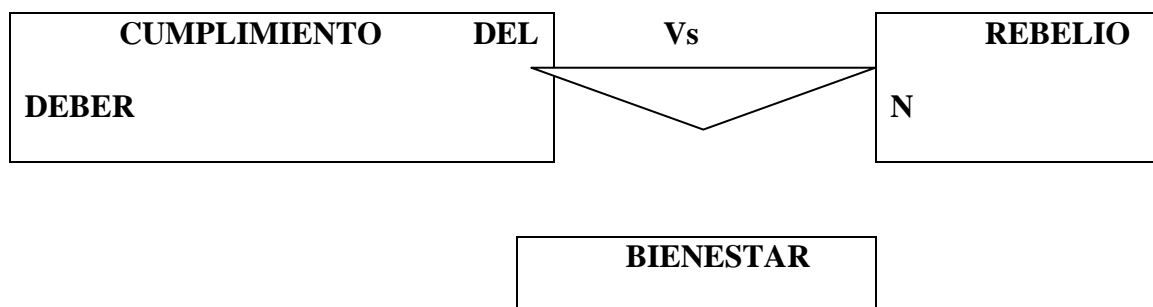 CUMPLIMIENTO DEL
DEBER
Vs
REBELIO
N
BIENESTAR